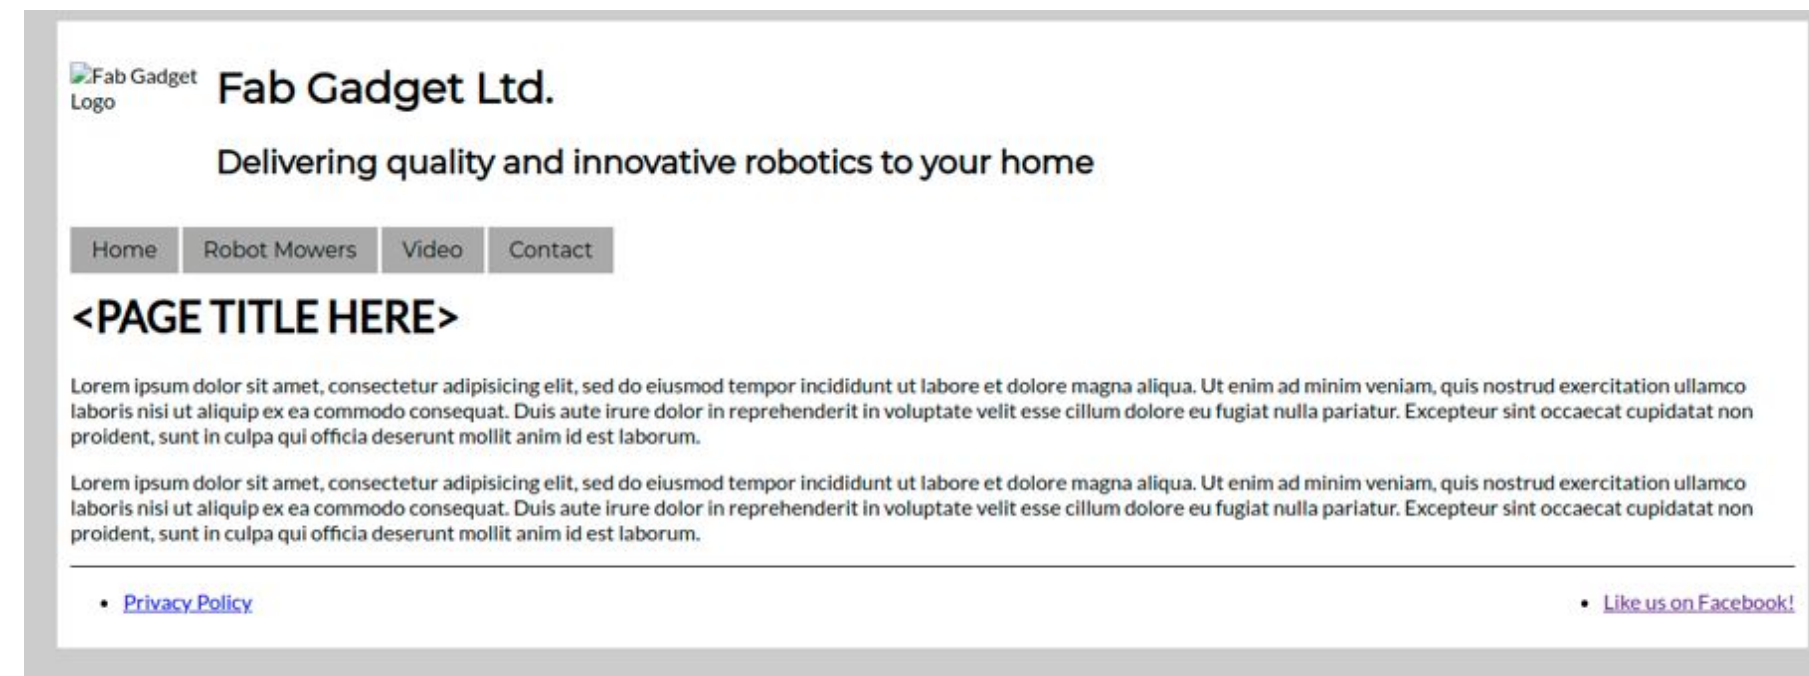 Fab Gadget
Logo
Fab Gadget Ltd.
Delivering quality and innovative robotics to your home
Home Robot Mowers Video Contact
<PAGE TITLE HERE>
Lorem ipsum dolor sit amet, consectetur adipisicing elit, sed do eiusmod tempor incididunt ut labore et dolore magna aliqua. Ut enim ad minim veniam, quis nostrud exercitation ullamco
laboris nisi ut aliquip ex ea commodo consequat. Duis aute irure dolor in reprehenderit in voluptate velit esse cillum dolore eu fugiat nulla pariatur. Excepteur sint occaecat cupidatat non
proident, sunt in culpa qui officia deserunt mollit anim id est laborum.
Lorem ipsum dolor sit amet, consectetur adipisicing elit, sed do eiusmod tempor incididunt ut labore et dolore magna aliqua. Ut enim ad minim veniam, quis nostrud exercitation ullamco
laboris nisi ut aliquip ex ea commodo consequat. Duis aute irure dolor in reprehenderit in voluptate velit esse cillum dolore eu fugiat nulla pariatur. Excepteur sint occaecat cupidatat non
proident, sunt in culpa qui officia deserunt mollit anim id est laborum.
• Privacy Policy • Like us on Facebook!